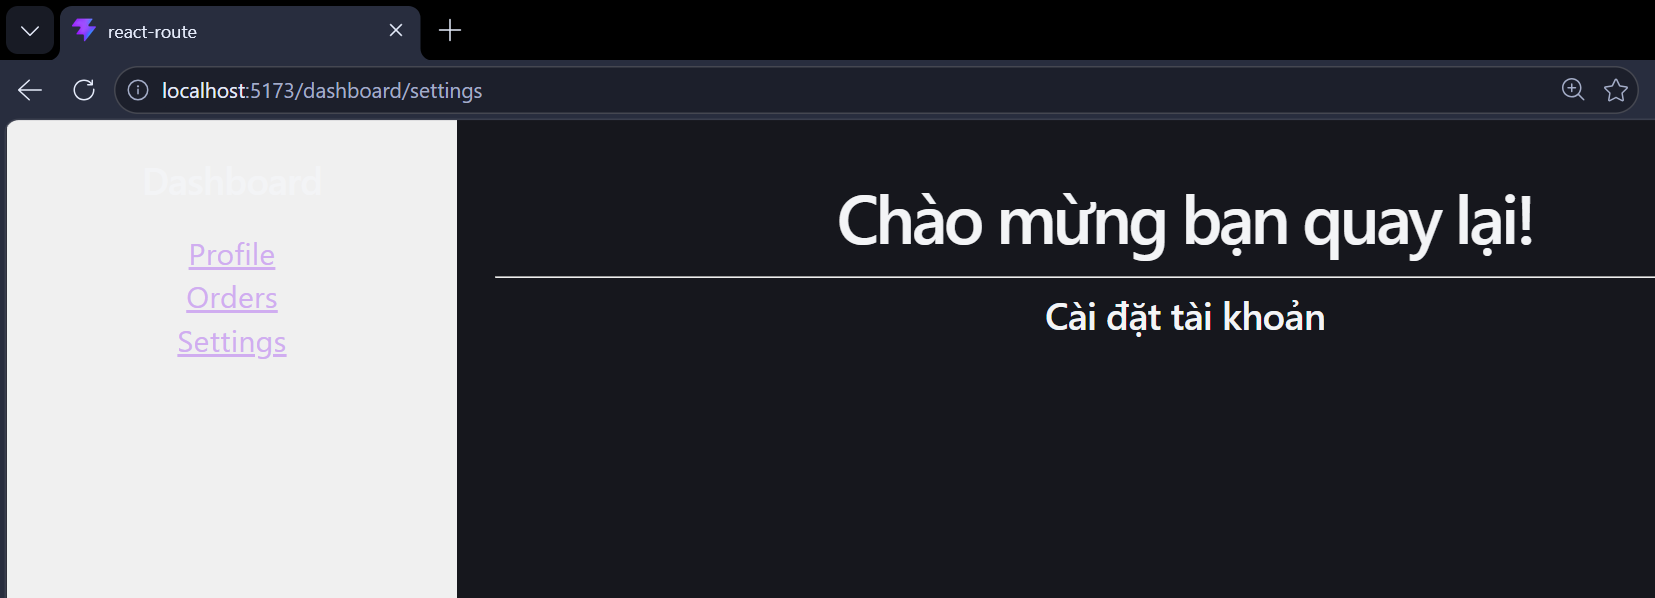 react-route
localhost:5173/dashboard/settings
Dashboard
Profile
Orders
Settings
Chào mừng bạn quay lại!
Cài đặt tài khoản